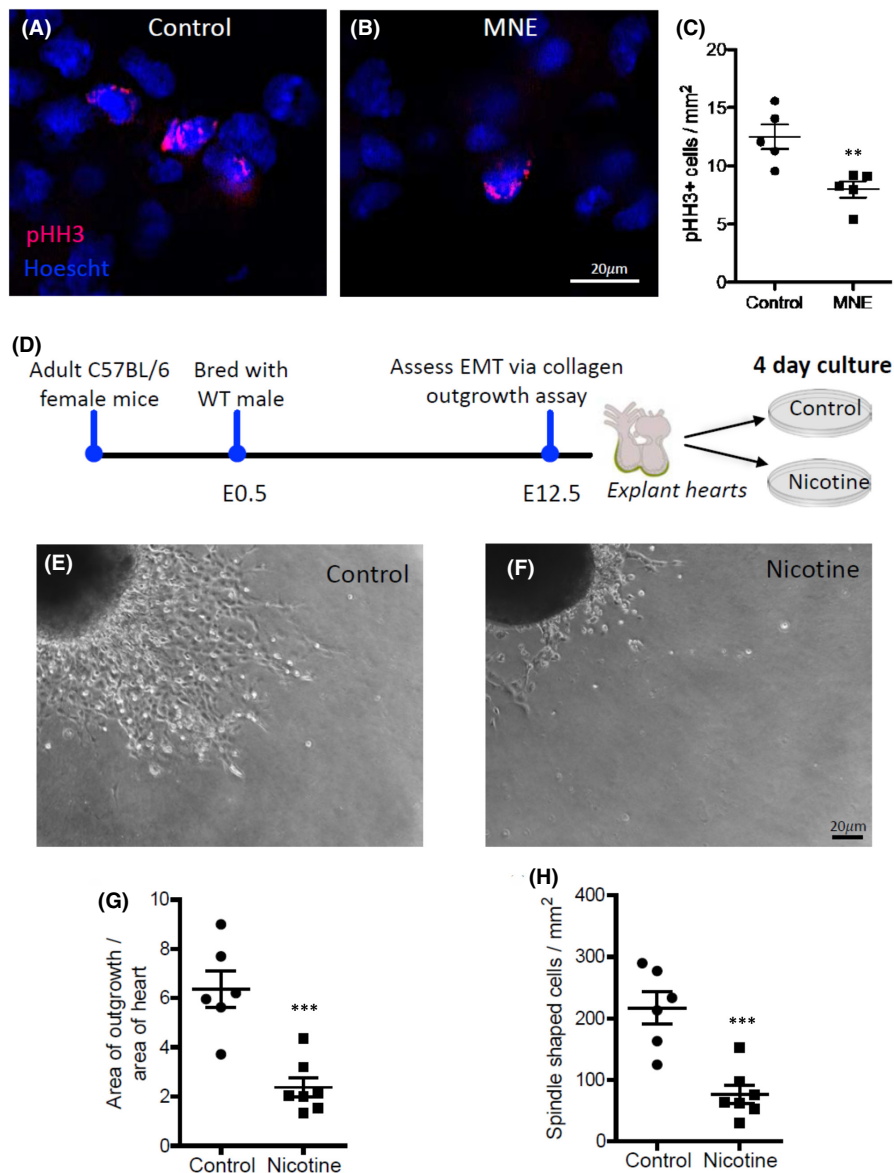 (A)
Control
pHH3
Hoescht
(B)
MNE
20μm
(C)
pHH3+ cells / mm2
20
15
10
5
0
**
Control
MNE
(D)
Adult C57BL/6
female mice
Bred with
WT male
Assess EMT via collagen
outgrowth assay
E0.5
E12.5
Explant hearts
4 day culture
Control
Nicotine
(E)
Control
(F)
Nicotine
20μm
(G)
Area of outgrowth /
area of heart
10
8
6
4
2
0
***
Control
Nicotine
(H)
Spindle shaped cells / mm2
400
300
200
100
0
***
Control
Nicotine